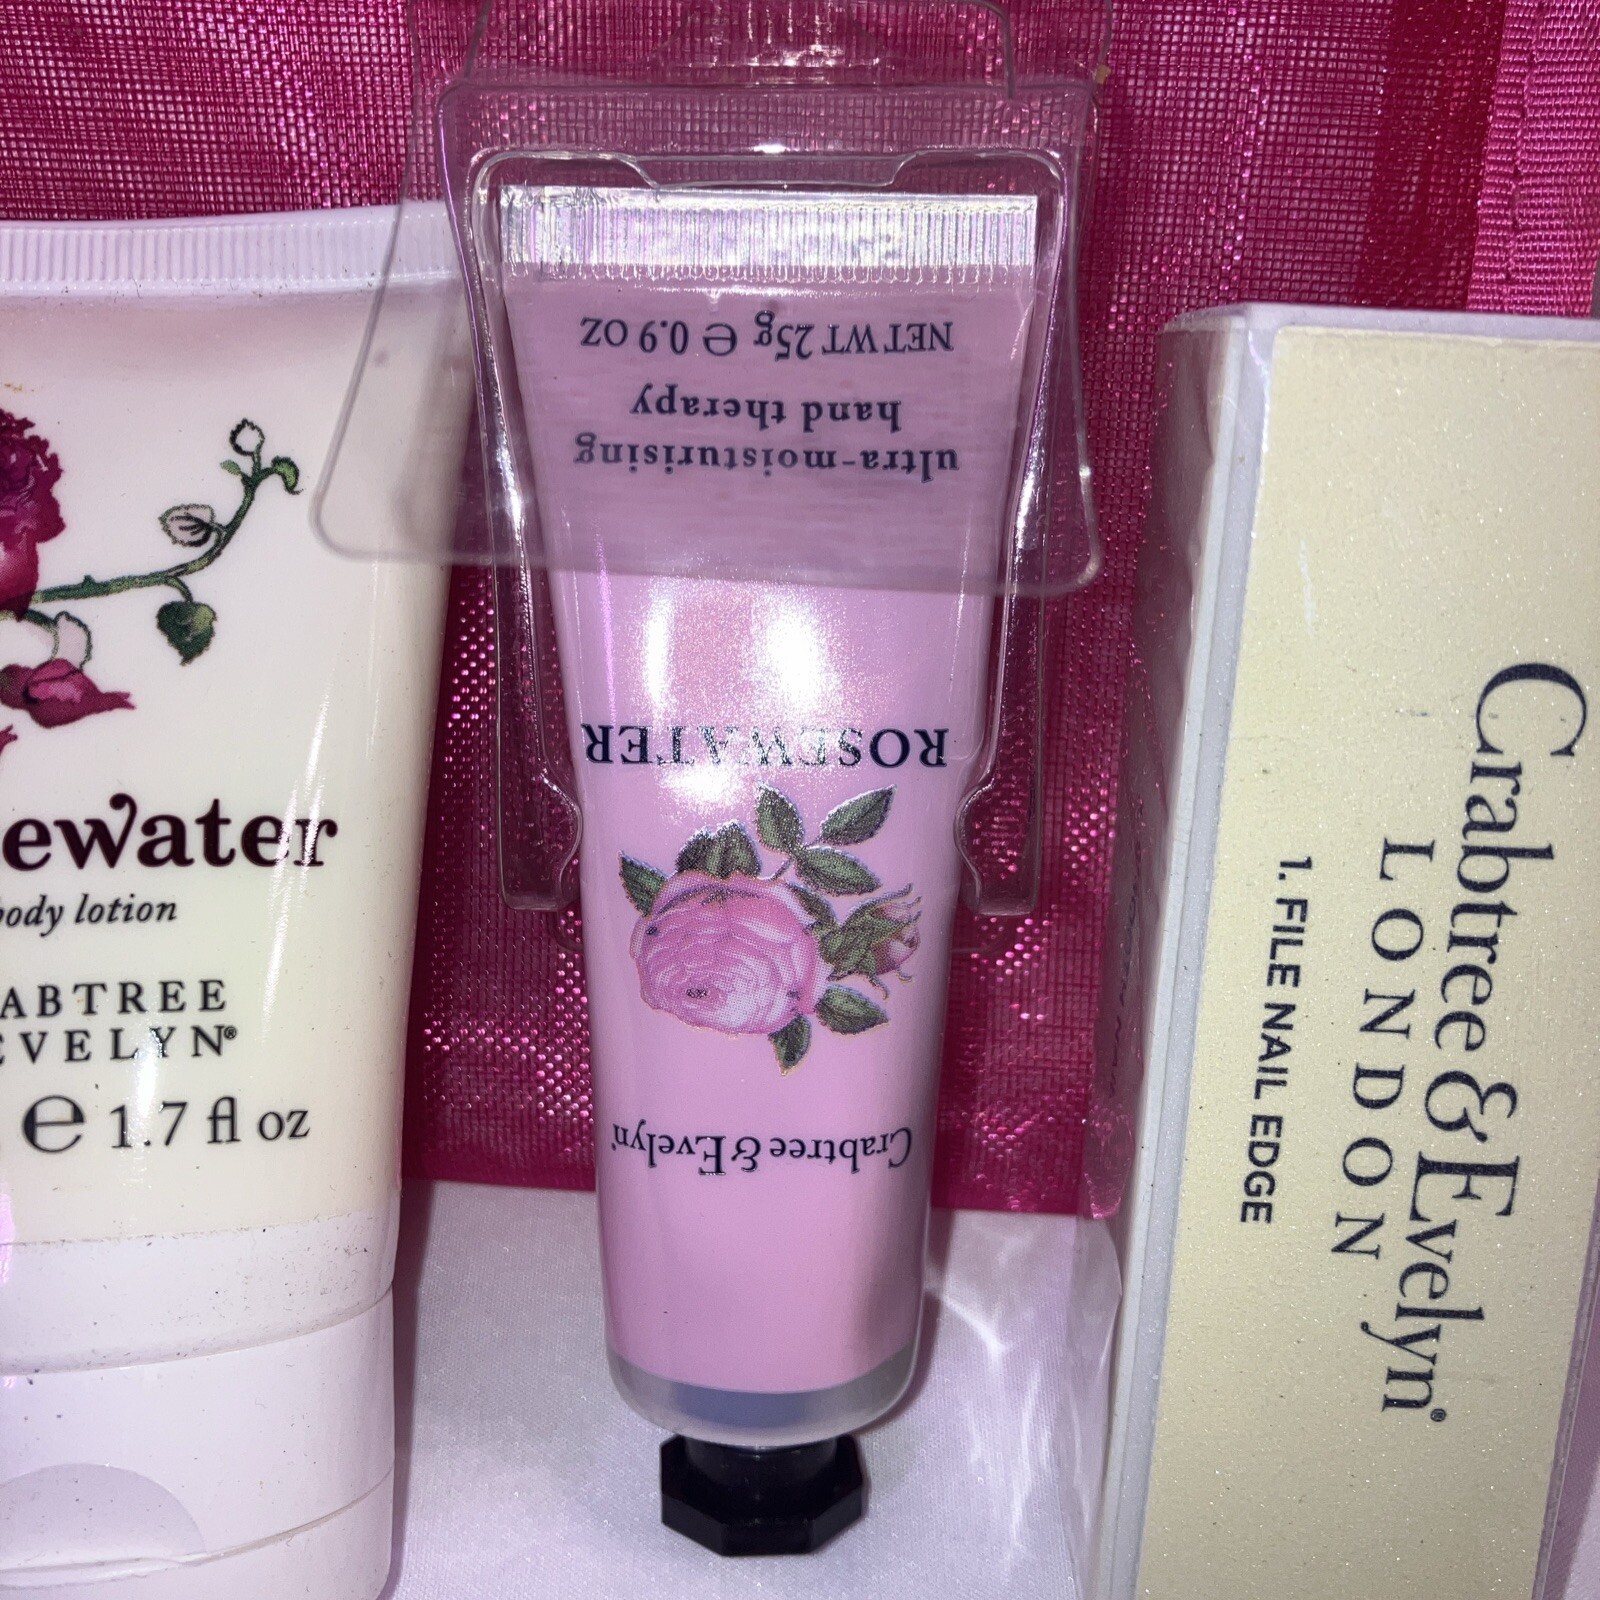 ewater
body lotion
ABTREE
EVELYN®
e 1.7 fl oz
Crabtree & Evelyn®
ROSEWATER
ultra-moisturising
hand therapy
NET WT 25g e 0.9 OZ
Crabtree & Evelyn®
LONDON
1. FILE NAIL EDGE